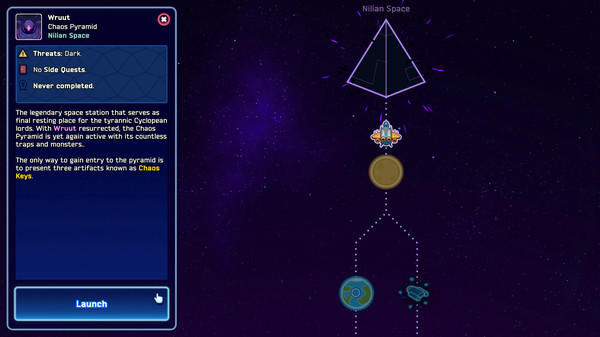 Nilian Space
Wruut
Chaos Pyramid
Nilian Space
Threats: Dark.
No Side Quests.
Never completed.
The legendary space station that serves as
final resting place for the tyrannic Cyclopean
lords. With Wruut resurrected, the Chaos
Pyramid is yet again active with its countless
traps and monsters..
The only way to gain entry to the pyramid is
to present three artifacts known as Chaos
Keys.
Launch